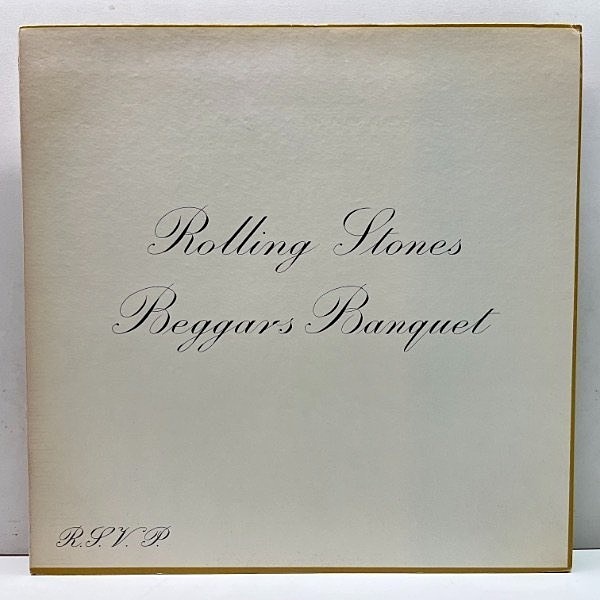 Rolling Stones
Beggars Banquet
R.S.V.P.